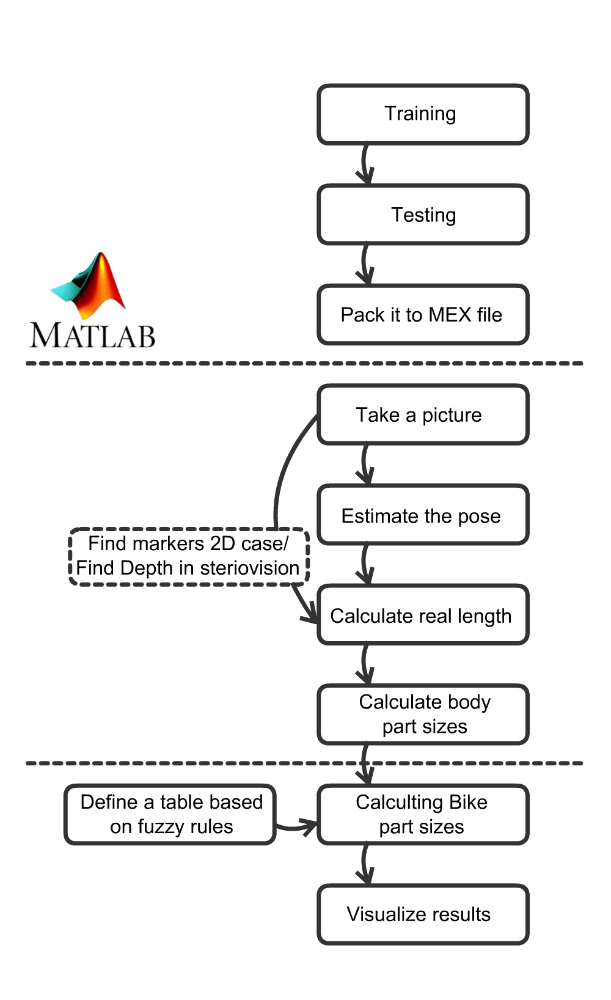 Training
Testing
MATLAB
Pack it to MEX file
Take a picture
Estimate the pose
Find markers 2D case/
Find Depth in steriovision
Calculate real length
Calculate body
part sizes
Define a table based
on fuzzy rules
Calculting Bike
part sizes
Visualize results